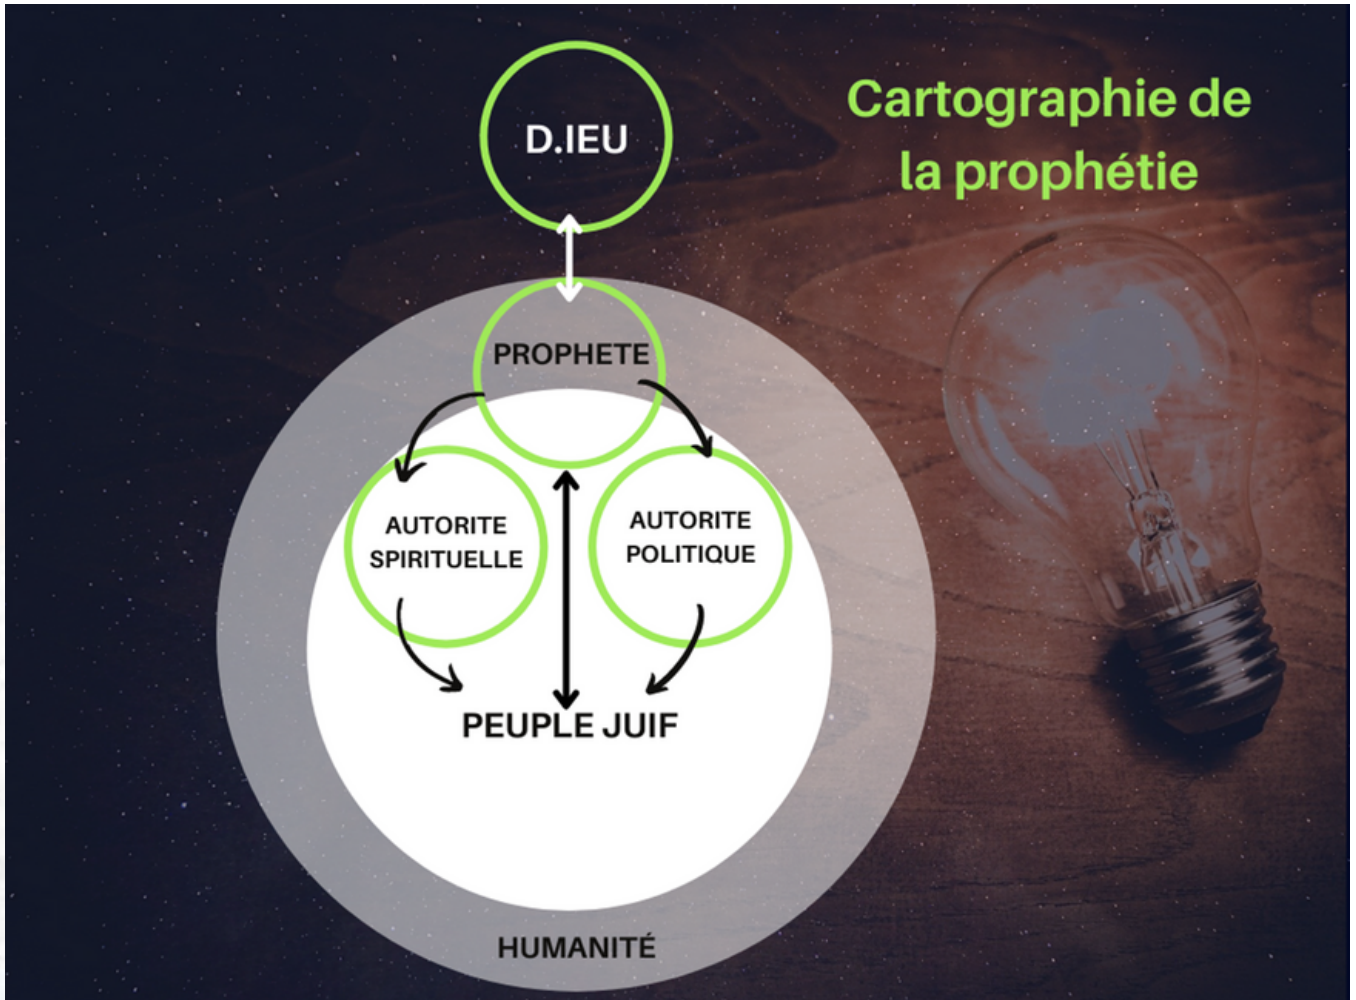 Cartographie de
la prophétie
D.IEU
PROPHETE
AUTORITE
SPIRITUELLE
AUTORITE
POLITIQUE
PEUPLE JUIF
HUMANITÉ